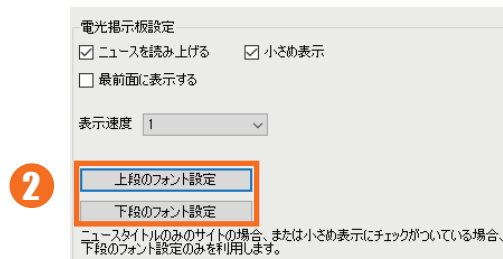 電光掲示板設定
ニュースを読み上げる 小さめ表示
最前面に表示する
表示速度 1
2
上段のフォント設定
下段のフォント設定
ニュースタイトルのみのサイトの場合、または小さめ表示にチェックがついている場合、
下段のフォント設定のみを利用します。